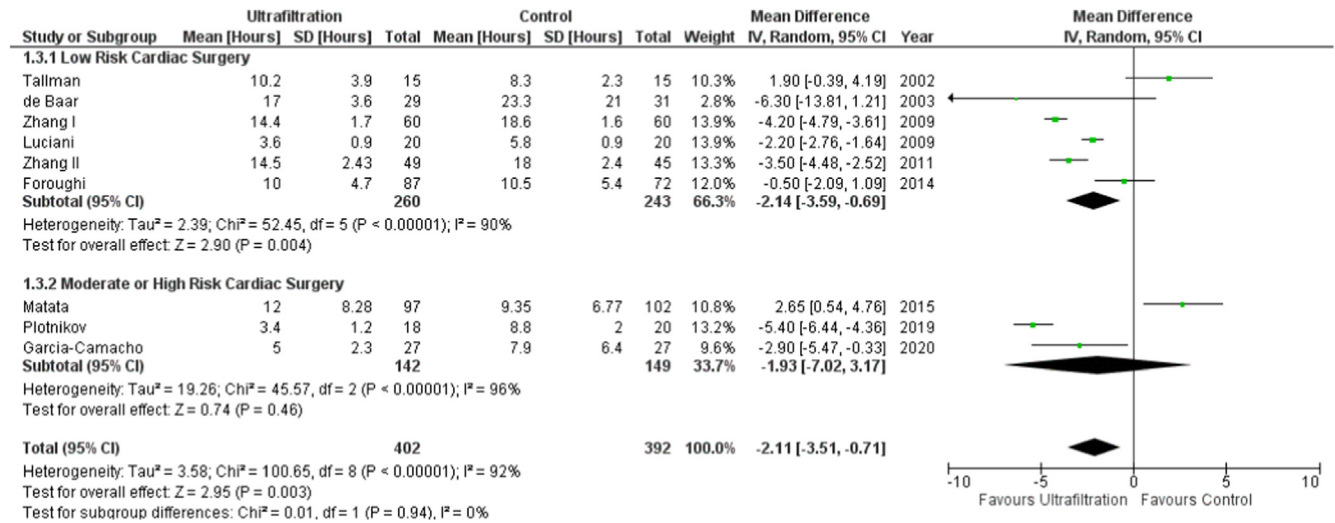 Ultrafiltration Control Mean Difference Mean Difference
Study or Subgroup Mean [Hours] SD [Hours] Total Mean [Hours] SD [Hours] Total Weight IV, Random, 95% CI Year IV, Random, 95% CI
1.3.1 Low Risk Cardiac Surgery
Tallman 10.2 3.9 15 8.3 2.3 15 10.3% 1.90 [-0.39, 4.19] 2002
de Baar 17 3.6 29 23.3 21 31 2.8% -6.30 [-13.81, 1.21] 2003
Zhang I 14.4 1.7 60 18.6 1.6 60 13.9% -4.20 [-4.79, -3.61] 2009
Luciani 3.6 0.9 20 5.8 0.9 20 13.9% -2.20 [-2.76, -1.64] 2009
Zhang II 14.5 2.43 49 18 2.4 45 13.3% -3.50 [-4.48, -2.52] 2011
Foroughi 10 4.7 87 10.5 5.4 72 12.0% -0.50 [-2.09, 1.09] 2014
Subtotal (95% CI) 260 243 66.3% -2.14 [-3.59, -0.69]
Heterogeneity: Tau² = 2.39; Chi² = 52.45, df = 5 (P < 0.00001); I² = 90%
Test for overall effect: Z = 2.90 (P = 0.004)
1.3.2 Moderate or High Risk Cardiac Surgery
Matata 12 8.28 97 9.35 6.77 102 10.8% 2.65 [0.54, 4.76] 2015
Plotnikov 3.4 1.2 18 8.8 2 20 13.2% -5.40 [-6.44, -4.36] 2019
Garcia-Camacho 5 2.3 27 7.9 6.4 27 9.6% -2.90 [-5.47, -0.33] 2020
Subtotal (95% CI) 142 149 33.7% -1.93 [-7.02, 3.17]
Heterogeneity: Tau² = 19.26; Chi² = 45.57, df = 2 (P < 0.00001); I² = 96%
Test for overall effect: Z = 0.74 (P = 0.46)
Total (95% CI) 402 392 100.0% -2.11 [-3.51, -0.71]
Heterogeneity: Tau² = 3.58; Chi² = 100.65, df = 8 (P < 0.00001); I² = 92%
Test for overall effect: Z = 2.95 (P = 0.003)
Test for subgroup differences: Chi² = 0.01, df = 1 (P = 0.94), I² = 0%
-10 -5 0 5 10
Favours Ultrafiltration Favours Control